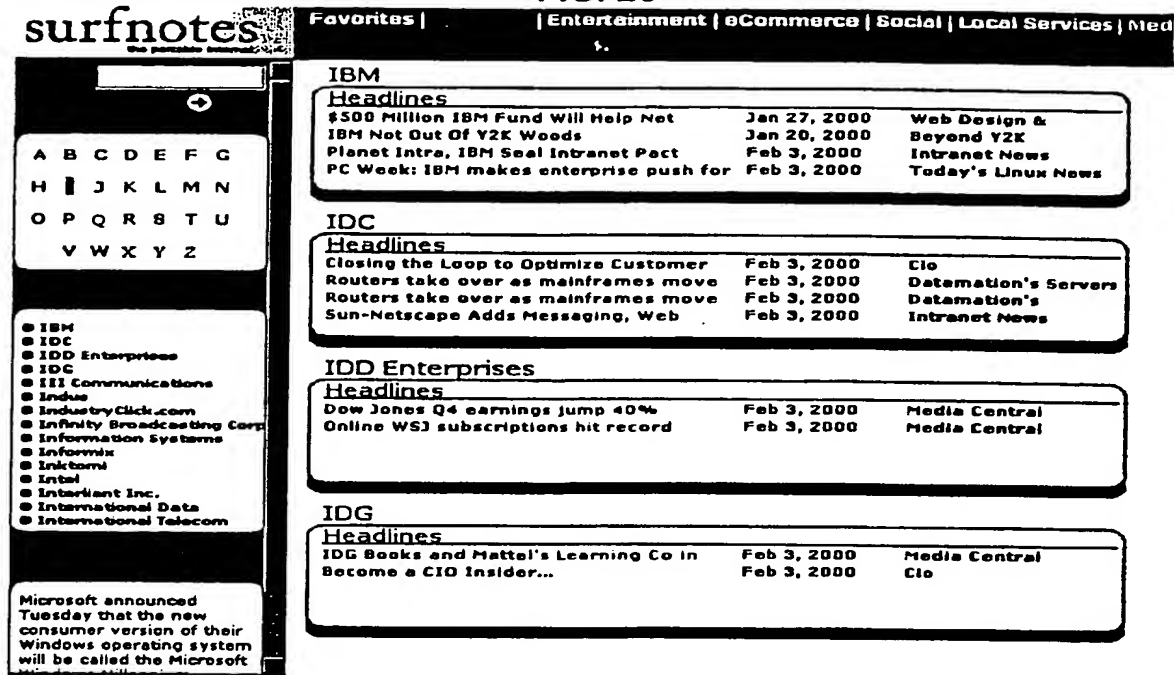 surfnotes
the portable internet
Favorites | | Entertainment | eCommerce | Social | Local Services | Med
A B C D E F G
H I J K L M N
O P Q R S T U
V W X Y Z
IBM
IDC
IDD Enterprises
IDG
III Communications
Indus
IndustryClick.com
Infinity Broadcasting Corp
Information Systems
Informix
Inktomi
Intel
Interliant Inc.
International Data
International Telecom
Microsoft announced
Tuesday that the new
consumer version of their
Windows operating system
will be called the Microsoft
IBM
Headlines
$500 Million IBM Fund Will Help Net Jan 27, 2000 Web Design &
IBM Not Out Of Y2K Woods Jan 20, 2000 Beyond Y2K
Planet Intra, IBM Seal Intranet Pact Feb 3, 2000 Intranet News
PC Week: IBM makes enterprise push for Feb 3, 2000 Today's Linux News
IDC
Headlines
Closing the Loop to Optimize Customer Feb 3, 2000 Cio
Routers take over as mainframes move Feb 3, 2000 Datamation's Servers
Routers take over as mainframes move Feb 3, 2000 Datamation's
Sun-Netscape Adds Messaging, Web Feb 3, 2000 Intranet News
IDD Enterprises
Headlines
Dow Jones Q4 earnings jump 40% Feb 3, 2000 Media Central
Online WSJ subscriptions hit record Feb 3, 2000 Media Central
IDG
Headlines
IDG Books and Mattel's Learning Co in Feb 3, 2000 Media Central
Become a CIO Insider... Feb 3, 2000 Cio